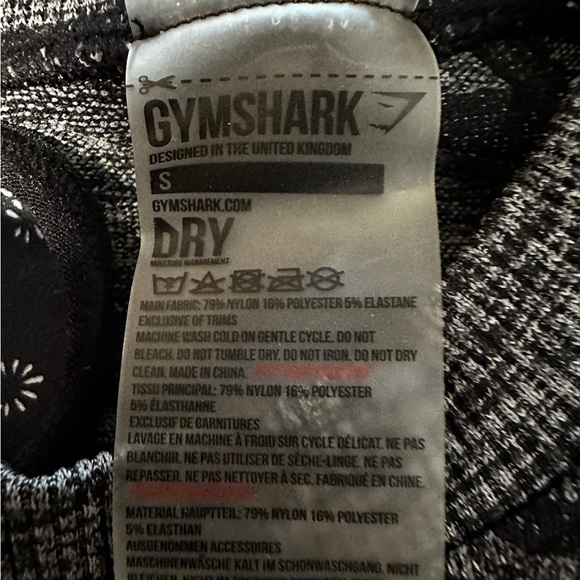 GYMSHARK
DESIGNED IN THE UNITED KINGDOM
S
GYMSHARK.COM
DRY
MOISTURE MANAGEMENT
MAIN FABRIC: 79% NYLON 16% POLYESTER 5% ELASTANE
EXCLUSIVE OF TRIMS
MACHINE WASH COLD ON GENTLE CYCLE. DO NOT
BLEACH. DO NOT TUMBLE DRY. DO NOT IRON. DO NOT DRY
CLEAN. MADE IN CHINA.
TISSU PRINCIPAL: 79% NYLON 16% POLYESTER
5% ÉLASTHANNE
EXCLUSIF DE GARNITURES
LAVAGE EN MACHINE À FROID SUR CYCLE DÉLICAT. NE PAS
BLANCHIR. NE PAS UTILISER DE SÈCHE-LINGE. NE PAS
REPASSER. NE PAS NETTOYER À SEC. FABRIQUÉ EN CHINE.
MATERIAL HAUPTTEIL: 79% NYLON 16% POLYESTER
5% ELASTHAN
AUSGENOMMEN ACCESSOIRES
MASCHINENWÄSCHE KALT IM SCHONWASCHGANG. NICHT